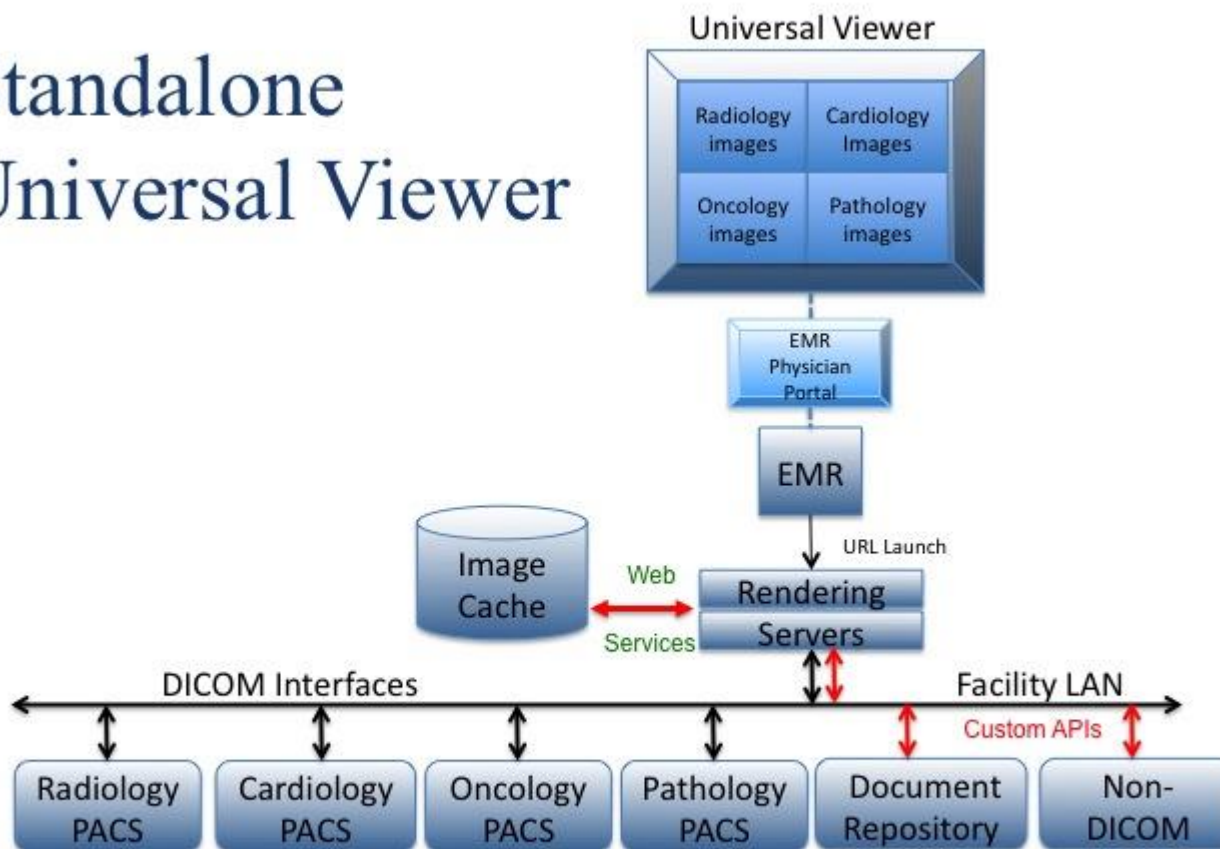 tandalone
Universal Viewer
Universal Viewer
Radiology
images
Cardiology
Images
Oncology
images
Pathology
images
EMR
Physician
Portal
EMR
URL Launch
Image
Cache
Web
Services
Rendering
Servers
DICOM Interfaces
Facility LAN
Custom APIs
Radiology
PACS
Cardiology
PACS
Oncology
PACS
Pathology
PACS
Document
Repository
Non-
DICOM